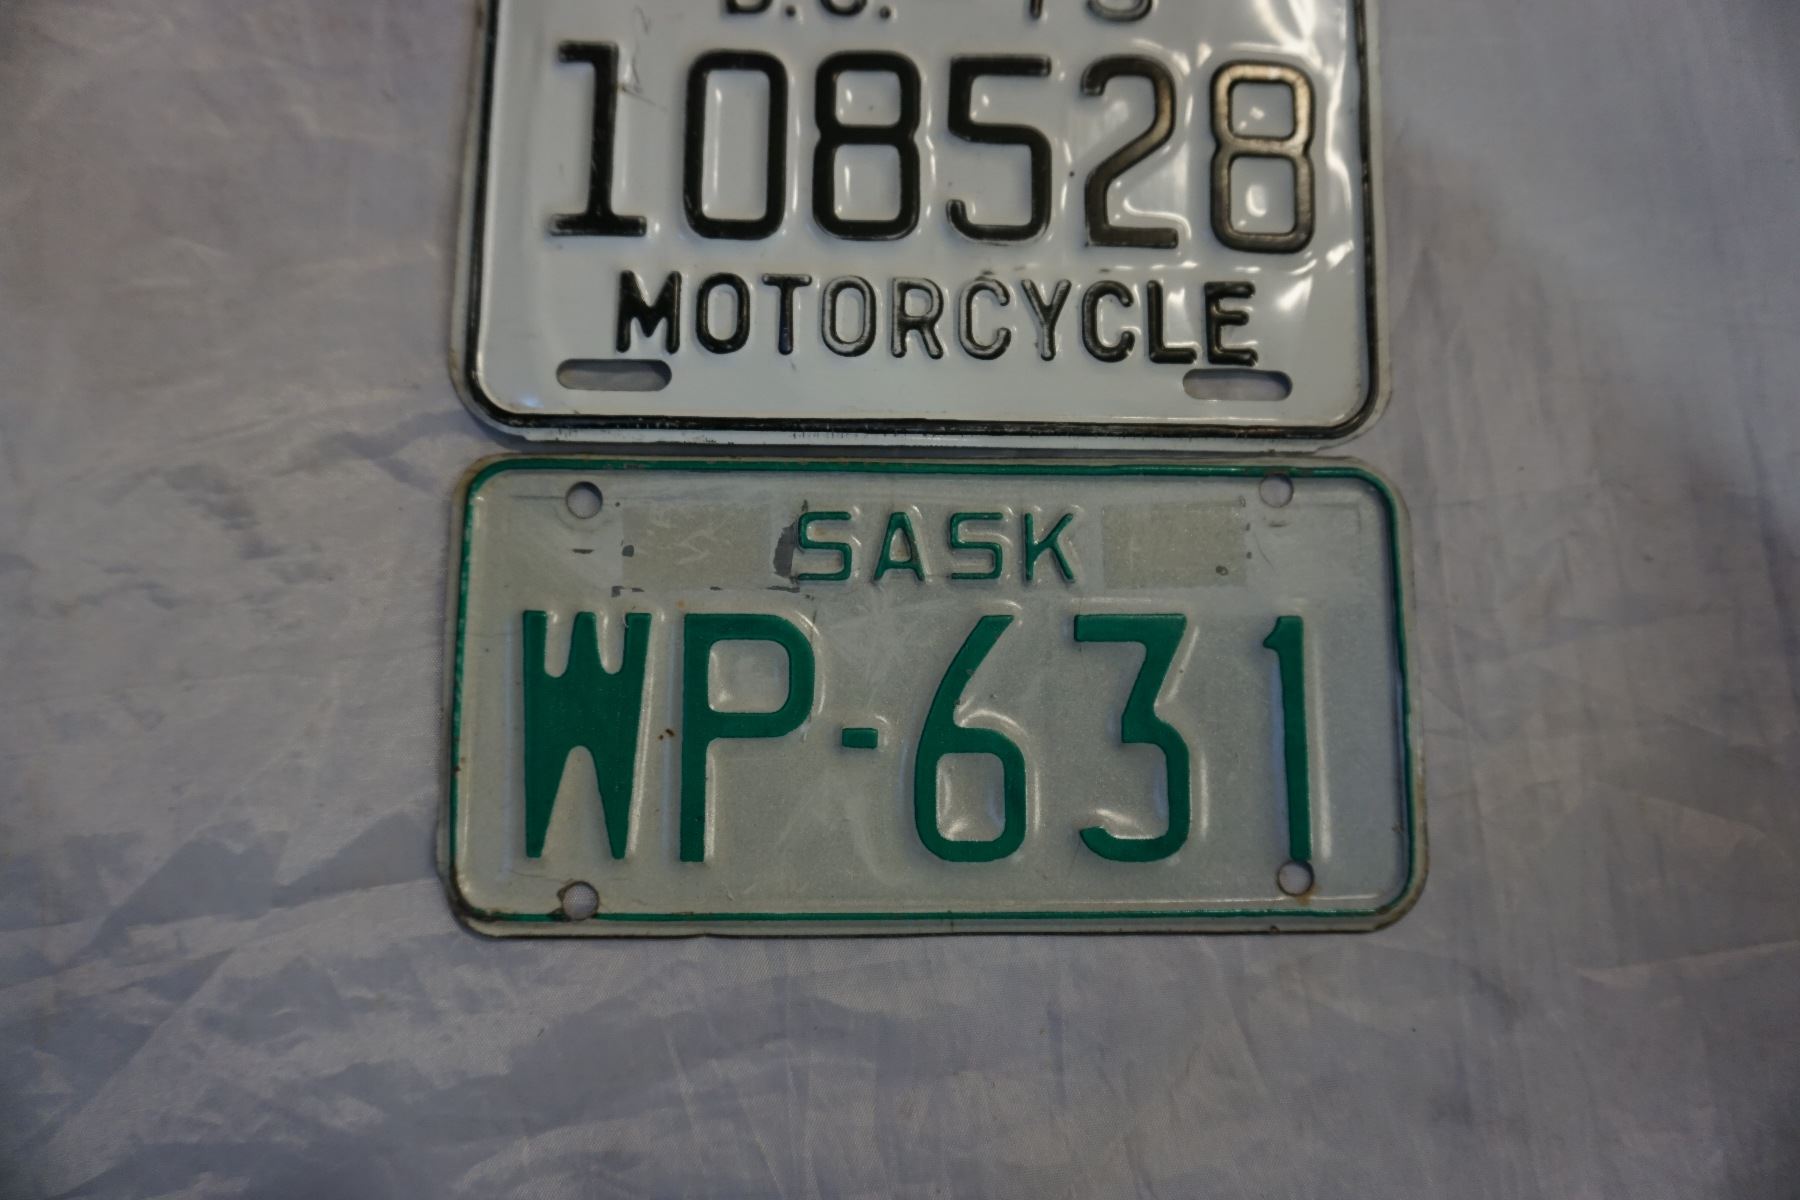 108528
MOTORCYCLE
SASK
WP-631